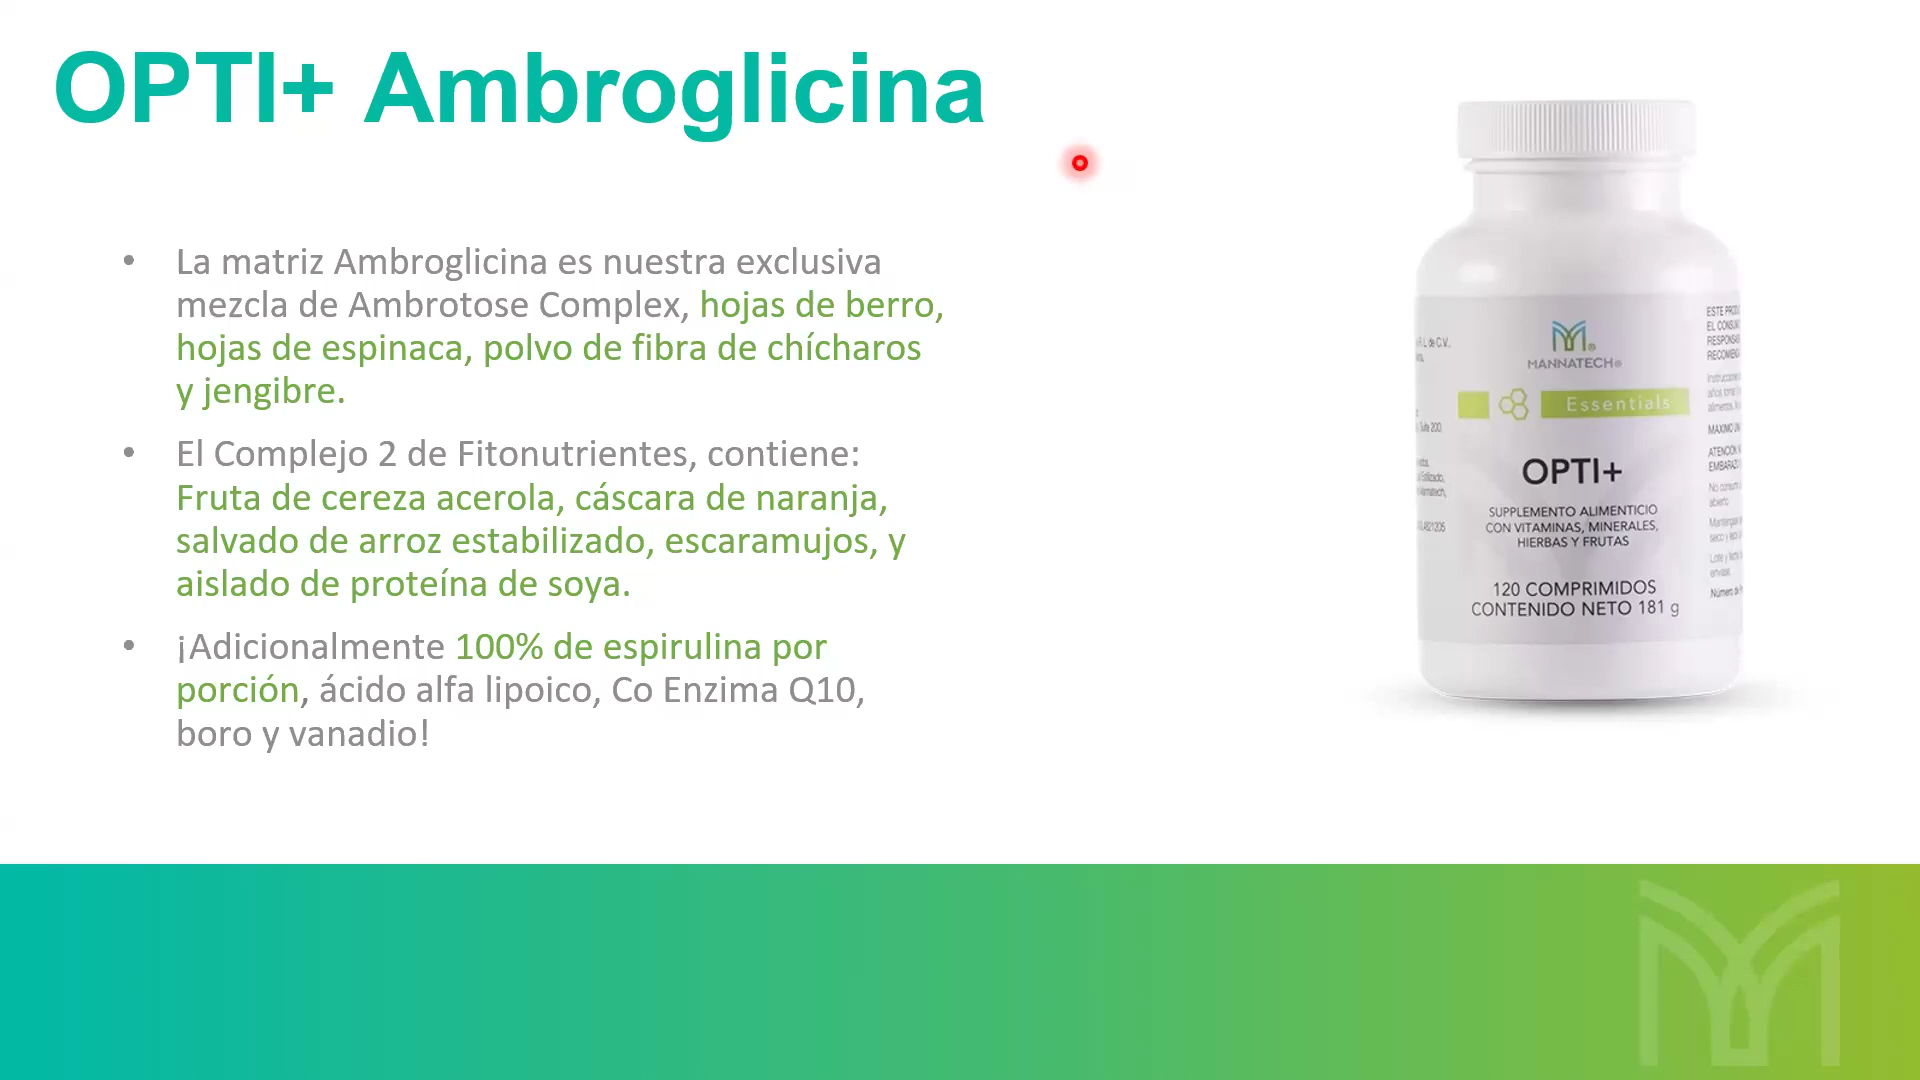 OPTI+ Ambroglicina
• La matriz Ambroglicina es nuestra exclusiva
mezcla de Ambrotose Complex, hojas de berro,
hojas de espinaca, polvo de fibra de chícharos
y jengibre.
• El Complejo 2 de Fitonutrientes, contiene:
Fruta de cereza acerola, cáscara de naranja,
salvado de arroz estabilizado, escaramujos, y
aislado de proteína de soya.
• ¡Adicionalmente 100% de espirulina por
porción, ácido alfa lipoico, Co Enzima Q10,
boro y vanadio!
MANNATECH®
Essentials
OPTI+
SUPPLEMENTO ALIMENTICIO
CON VITAMINAS, MINERALES,
HIERBAS Y FRUTAS
120 COMPRIMIDOS
CONTENIDO NETO 181 g